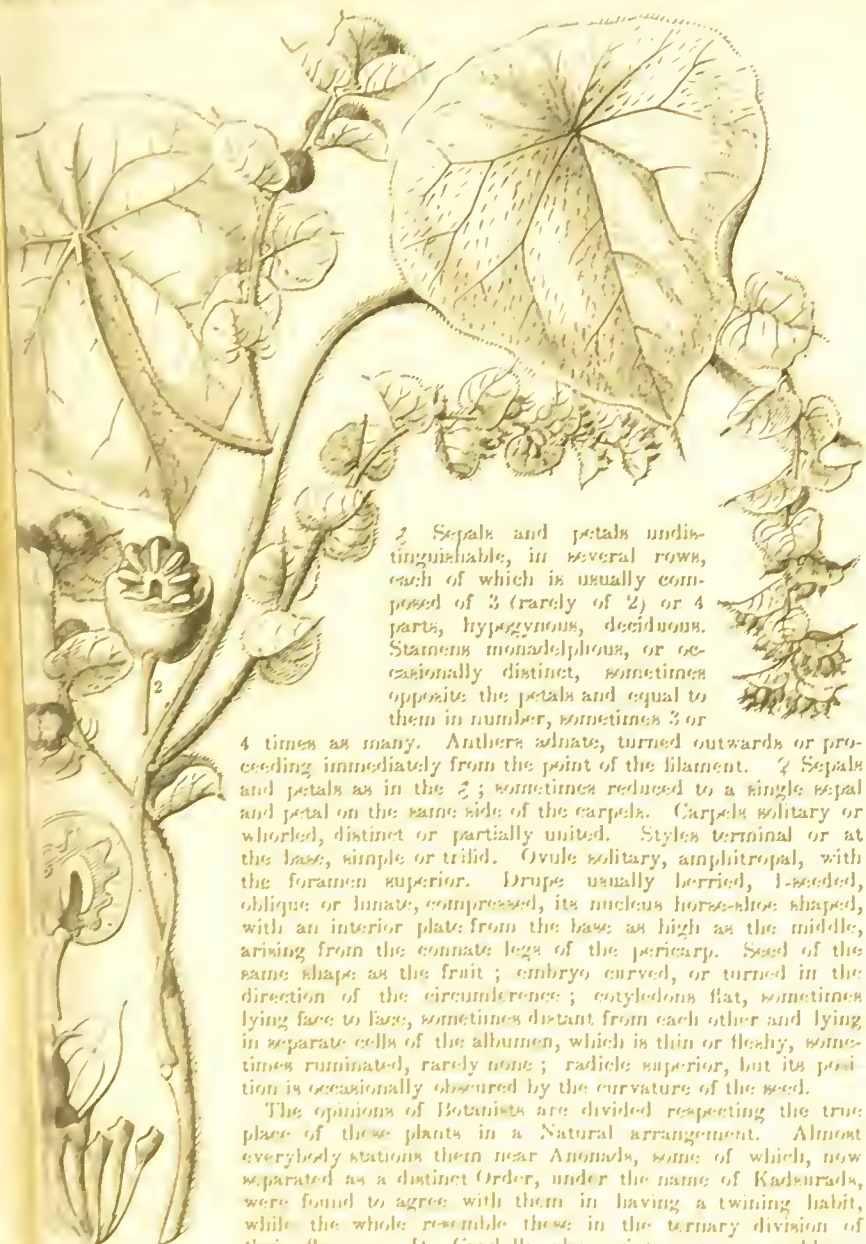 ♂ Sepals and petals undis-
tinguishable, in several rows,
each of which is usually com-
posed of 3 (rarely of 2) or 4
parts, hypogynous, deciduous.
Stamens monadelphous, or oc-
casionally distinct, sometimes
opposite the petals and equal to
them in number, sometimes 3 or
4 times as many. Anthers adnate, turned outwards or pro-
ceeding immediately from the point of the filament. ♀ Sepals
and petals as in the ♂ ; sometimes reduced to a single sepal
and petal on the same side of the carpels. Carpels solitary or
whorled, distinct or partially united. Styles terminal or at
the base, simple or trifid. Ovule solitary, amphitropal, with
the foramen superior. Drupe usually berried, 1-seeded,
oblique or lunate, compressed, its nucleus horse-shoe shaped,
with an interior plate from the base as high as the middle,
arising from the connate legs of the pericarp. Seed of the
same shape as the fruit ; embryo curved, or turned in the
direction of the circumference ; cotyledons flat, sometimes
lying face to face, sometimes distant from each other and lying
in separate cells of the albumen, which is thin or fleshy, some-
times ruminated, rarely none ; radicle superior, but its posi
tion is occasionally obscured by the curvature of the seed.
The opinions of Botanists are divided respecting the true
place of these plants in a Natural arrangement. Almost
everybody stations them near Anonads, some of which, now
separated as a distinct Order, under the name of Kadsurads,
were found to agree with them in having a twining habit,
while the whole resemble these in the ternary division of
2